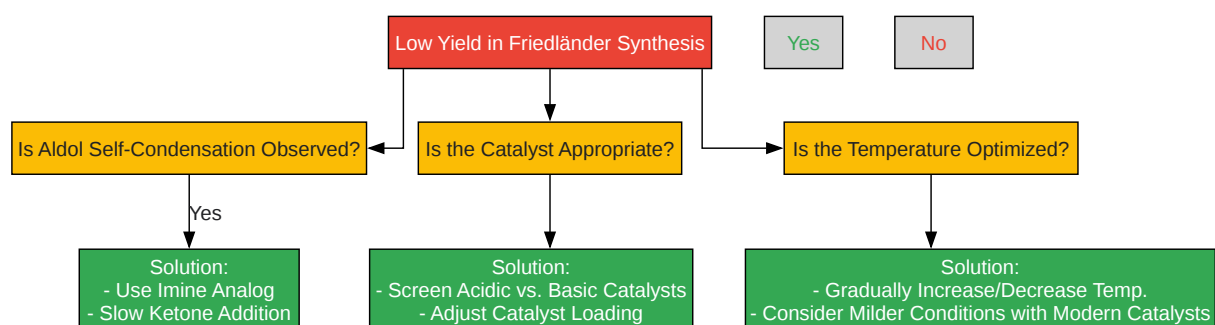 Low Yield in Friedländer Synthesis
Yes
No
Is Aldol Self-Condensation Observed?
Is the Catalyst Appropriate?
Is the Temperature Optimized?
Yes
Solution:
- Use Imine Analog
- Slow Ketone Addition
Solution:
- Screen Acidic vs. Basic Catalysts
- Adjust Catalyst Loading
Solution:
- Gradually Increase/Decrease Temp.
- Consider Milder Conditions with Modern Catalysts